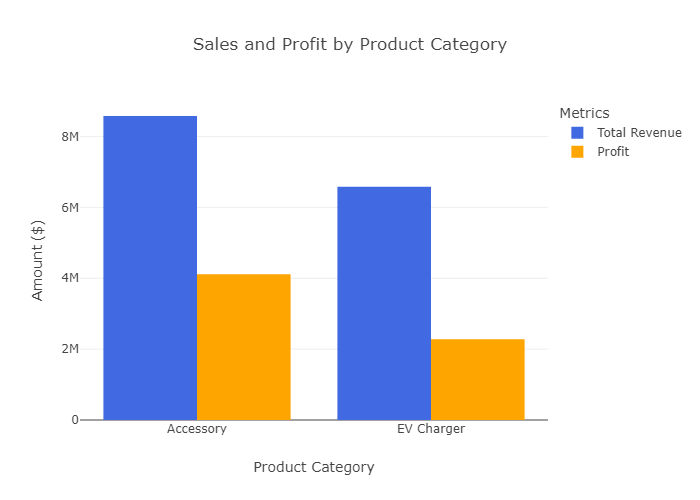 Sales and Profit by Product Category
Metrics
Total Revenue
Profit
Amount ($)
8M
6M
4M
2M
0
Accessory
EV Charger
Product Category